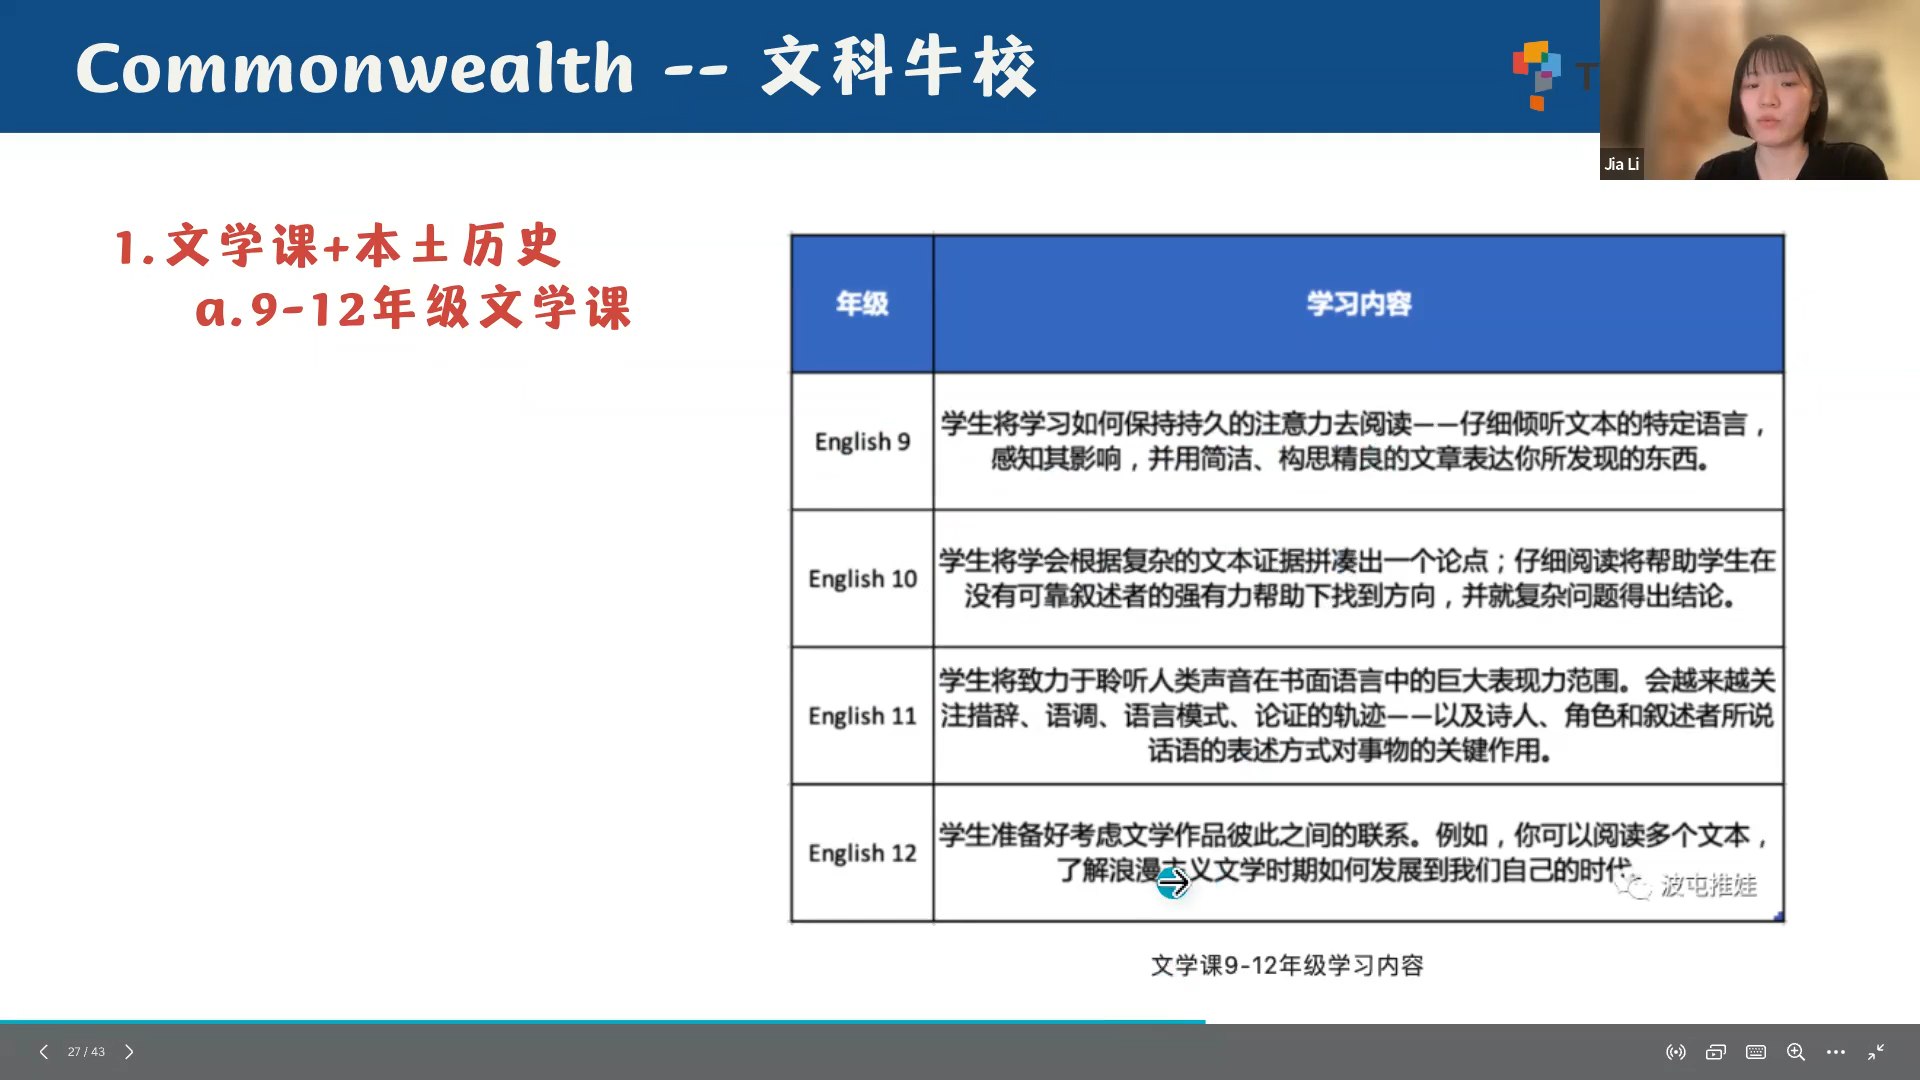 Commonwealth -- 文科牛校
T
Jia Li
1.文学课+本土历史
a.9-12年级文学课
年级
学习内容
English 9
学生将学习如何保持持久的注意力去阅读——仔细倾听文本的特定语言，
感知其影响，并用简洁、构思精良的文章表达你所发现的东西。
English 10
学生将学会根据复杂的文本证据拼凑出一个论点；仔细阅读将帮助学生在
没有可靠叙述者的强有力帮助下找到方向，并就复杂问题得出结论。
English 11
学生将致力于聆听人类声音在书面语言中的巨大表现力范围。会越来越关
注措辞、语调、语言模式、论证的轨迹——以及诗人、角色和叙述者所说
话语的表述方式对事物的关键作用。
English 12
学生准备好考虑文学作品彼此之间的联系。例如，你可以阅读多个文本，
了解浪漫主义文学时期如何发展到我们自己的时代
波屯推娃
文学课9-12年级学习内容
27 / 43